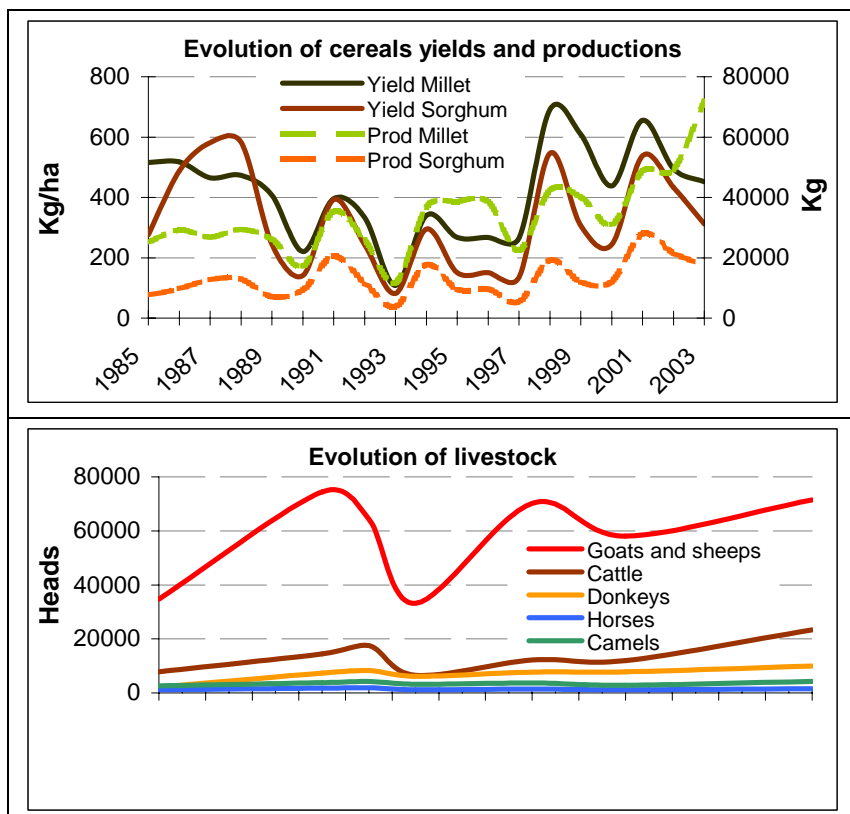 Evolution of cereals yields and productions
800
600
400
200
0
Kg/ha
Yield Millet
Yield Sorghum
Prod Millet
Prod Sorghum
80000
60000
40000
20000
0
Kg
1985
1987
1989
1991
1993
1995
1997
1999
2001
2003
Evolution of livestock
80000
60000
40000
20000
0
Heads
Goats and sheeps
Cattle
Donkeys
Horses
Camels